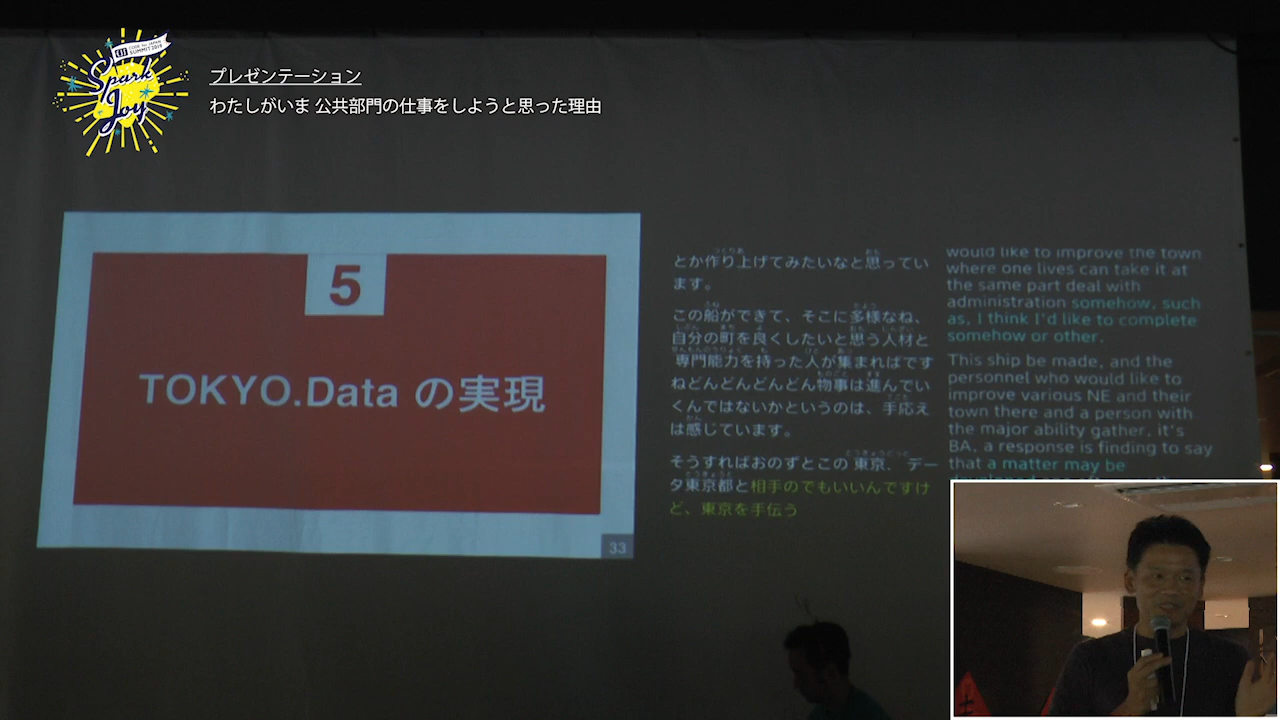 CODE for JAPAN
SUMMIT 2019
Spark
Joy
プレゼンテーション
わたしがいま 公共部門の仕事をしようと思った理由
5
TOKYO.Data の実現
33
とか作り上げてみたいなと思ってい
ます。
この船ができて、そこに多様なね、
自分の町を良くしたいと思う人材と
専門能力を持った人が集まればです
ねどんどんどんどん物事は進んでい
くんではないかというのは、手応え
は感じています。
そうすればおのずとこの 東京. デー
タ東京都と相手のでもいいんですけ
ど、東京を手伝う
would like to improve the town
where one lives can take it at
the same part deal with
administration somehow, such
as, I think I'd like to complete
somehow or other.
This ship be made, and the
personnel who would like to
improve various NE and their
town there and a person with
the major ability gather, it's
BA, a response is finding to say
that a matter may be